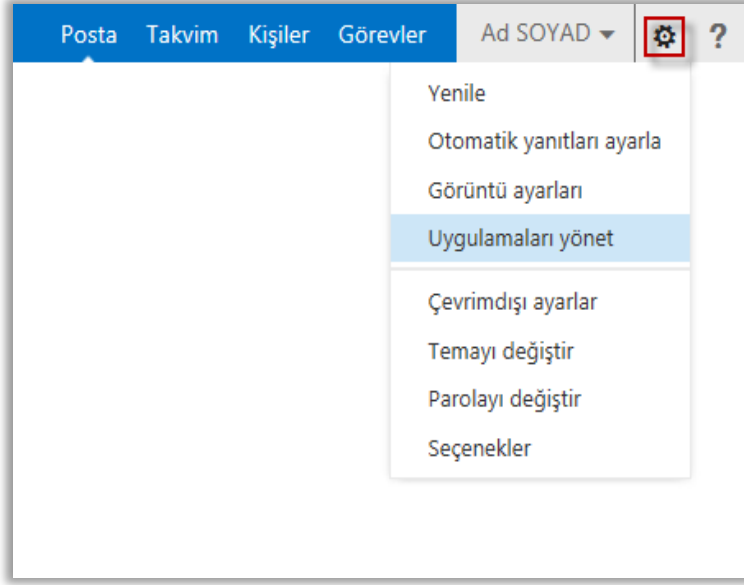 Posta Takvim Kişiler Görevler Ad SOYAD ?
Yenile
Otomatik yanıtları ayarla
Görüntü ayarları
Uygulamaları yönet
Çevrimdışı ayarlar
Temayı değiştir
Parolayı değiştir
Seçenekler